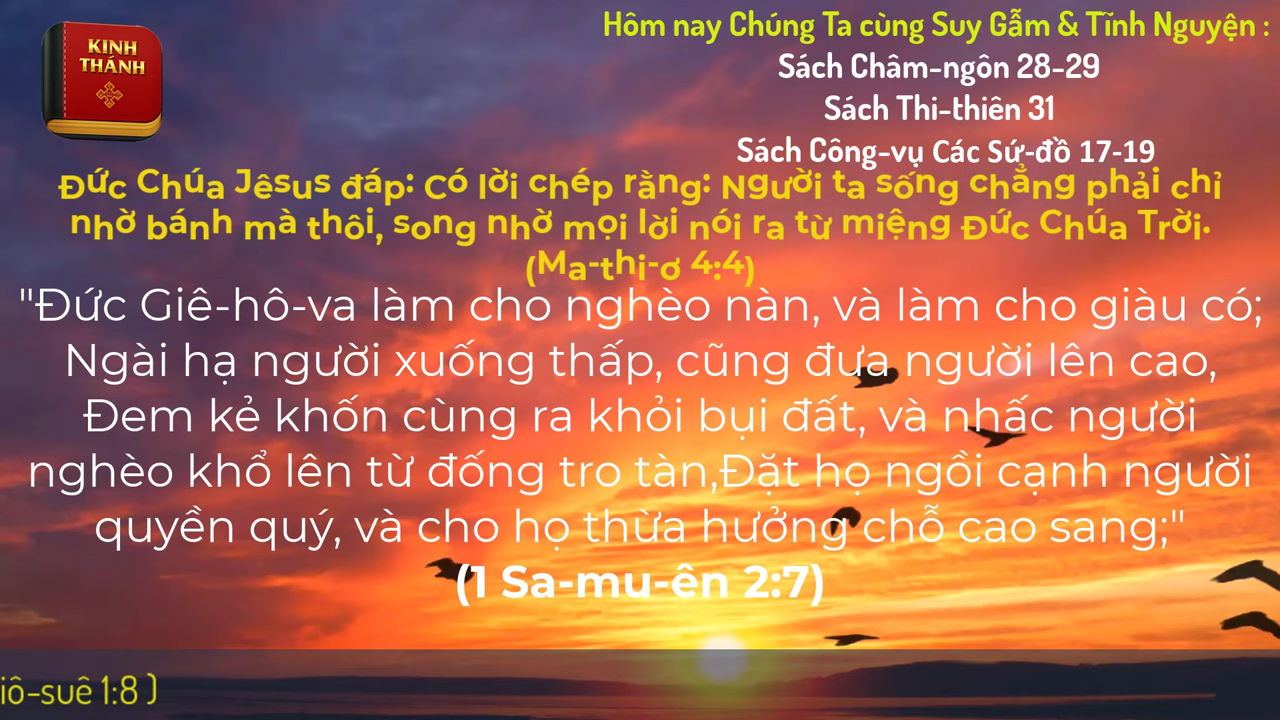 KINH
THÁNH
Hôm nay Chúng Ta cùng Suy Gẫm & Tĩnh Nguyện :
Sách Châm-ngôn 28-29
Sách Thi-thiên 31
Sách Công-vụ Các Sứ-đồ 17-19
Đức Chúa Jêsus đáp: Có lời chép rằng: Người ta sống chẳng phải chỉ
nhờ bánh mà thôi, song nhờ mọi lời nói ra từ miệng Đức Chúa Trời.
(Ma-thi-ơ 4:4)
"Đức Giê-hô-va làm cho nghèo nàn, và làm cho giàu có;
Ngài hạ người xuống thấp, cũng đưa người lên cao,
Đem kẻ khốn cùng ra khỏi bụi đất, và nhấc người
nghèo khổ lên từ đống tro tàn,Đặt họ ngồi cạnh người
quyền quý, và cho họ thừa hưởng chỗ cao sang;"
(1 Sa-mu-ên 2:7)
iô-suê 1:8 )